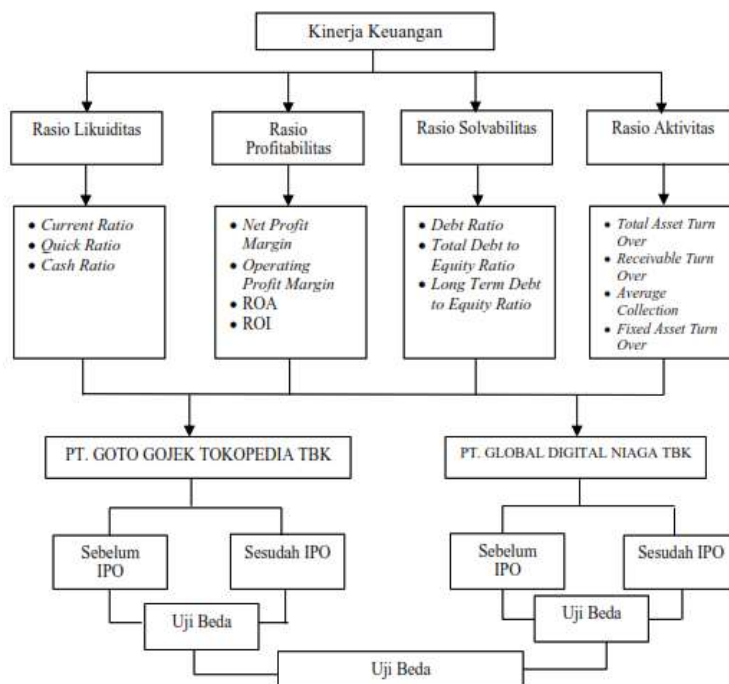 Kinerja Keuangan
Rasio Likuiditas
Rasio
Profitabilitas
Rasio Solvabilitas
Rasio Aktivitas
• Current Ratio
• Quick Ratio
• Cash Ratio
• Net Profit
Margin
• Operating
Profit Margin
• ROA
• ROI
• Debt Ratio
• Total Debt to
Equity Ratio
• Long Term Debt
to Equity Ratio
• Total Asset Turn
Over
• Receivable Turn
Over
• Average
Collection
• Fixed Asset Turn
Over
PT. GOTO GOJEK TOKOPEDIA TBK
PT. GLOBAL DIGITAL NIAGA TBK
Sebelum
IPO
Sesudah IPO
Sebelum
IPO
Sesudah IPO
Uji Beda
Uji Beda
Uji Beda